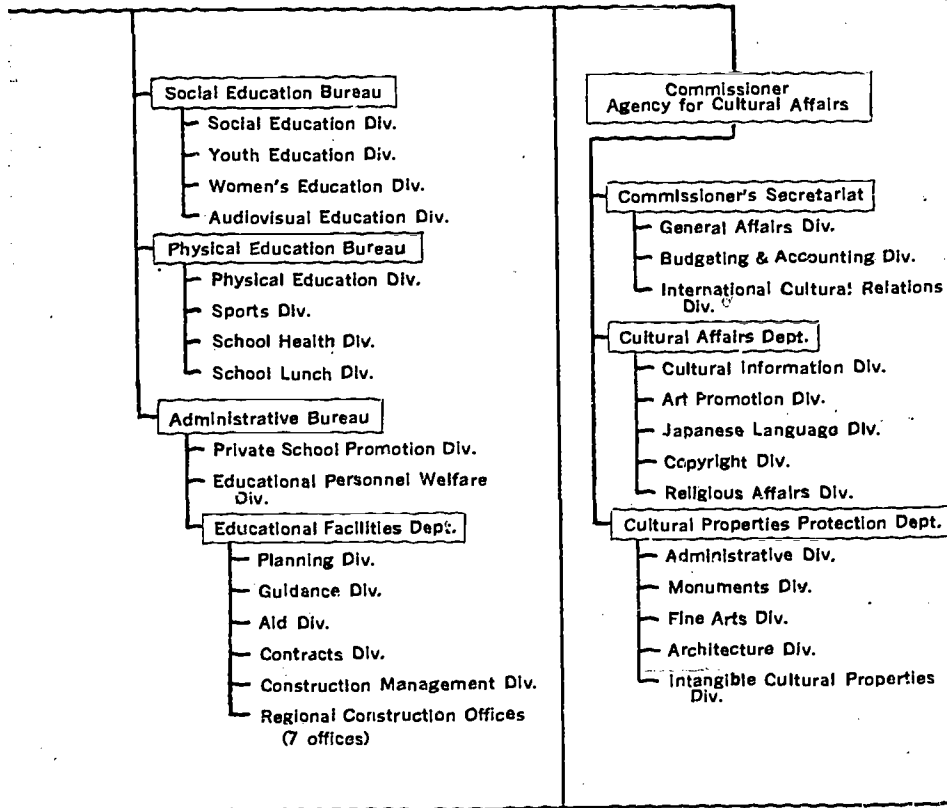 Social Education Bureau
Social Education Div.
Youth Education Div.
Women's Education Div.
Audiovisual Education Div.
Physical Education Bureau
Physical Education Div.
Sports Div.
School Health Div.
School Lunch Div.
Administrative Bureau
Private School Promotion Div.
Educational Personnel Welfare
Div.
Educational Facilities Dept.
Planning Div.
Guidance Div.
Aid Div.
Contracts Div.
Construction Management Div.
Regional Construction Offices
(7 offices)
Commissioner
Agency for Cultural Affairs
Commissioner's Secretariat
General Affairs Div.
Budgeting & Accounting Div.
International Cultural Relations
Div.
Cultural Affairs Dept.
Cultural Information Div.
Art Promotion Div.
Japanese Language Div.
Copyright Div.
Religious Affairs Div.
Cultural Properties Protection Dept.
Administrative Div.
Monuments Div.
Fine Arts Div.
Architecture Div.
Intangible Cultural Properties
Div.